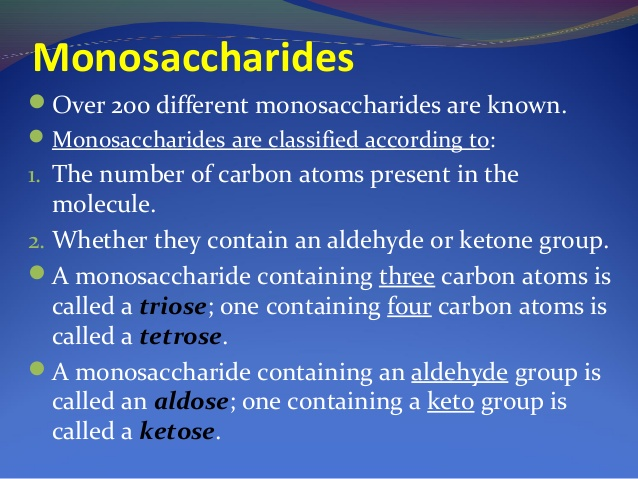 Monosaccharides
Over 200 different monosaccharides are known.
Monosaccharides are classified according to:
1. The number of carbon atoms present in the
molecule.
2. Whether they contain an aldehyde or ketone group.
A monosaccharide containing three carbon atoms is
called a triose; one containing four carbon atoms is
called a tetrose.
A monosaccharide containing an aldehyde group is
called an aldose; one containing a keto group is
called a ketose.